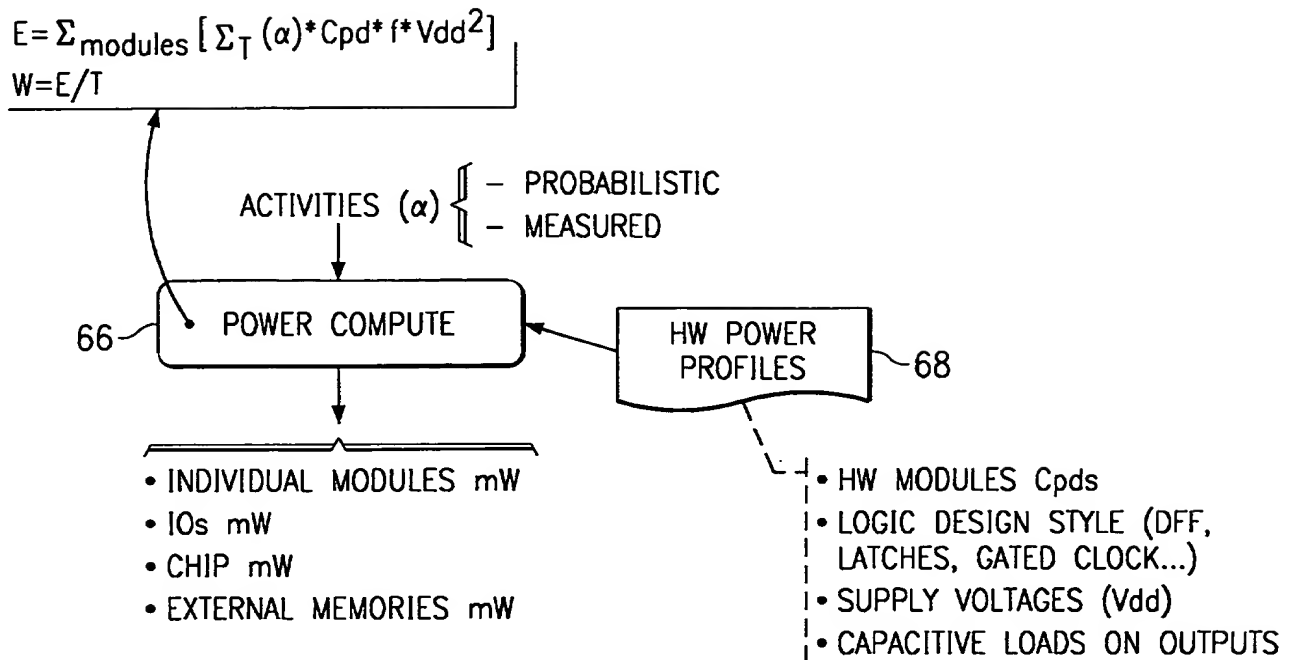 E=Σmodules[ΣT(α)*Cpd*f*Vdd²]
W=E/T
ACTIVITIES (α)
– PROBABILISTIC
– MEASURED
66
POWER COMPUTE
HW POWER
PROFILES
68
• INDIVIDUAL MODULES mW
• IOs mW
• CHIP mW
• EXTERNAL MEMORIES mW
• HW MODULES Cpds
• LOGIC DESIGN STYLE (DFF,
LATCHES, GATED CLOCK...)
• SUPPLY VOLTAGES (Vdd)
• CAPACITIVE LOADS ON OUTPUTS